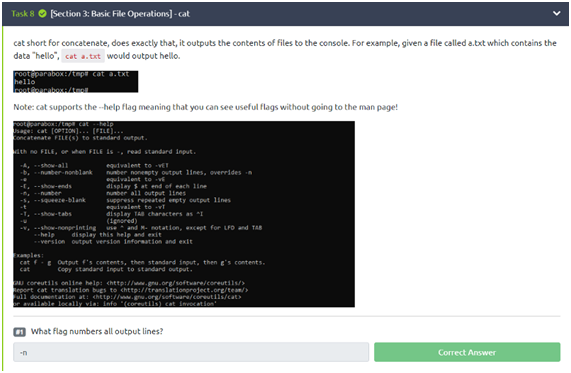 Task 8 [Section 3: Basic File Operations] - cat
cat short for concatenate, does exactly that, it outputs the contents of files to the console. For example, given a file called a.txt which contains the
data "hello", cat a.txt would output hello.
root@parabox:/tmp# cat a.txt
hello
root@parabox:/tmp#
Note: cat supports the --help flag meaning that you can see useful flags without going to the man page!
root@parabox:/tmp# cat --help
Usage: cat [OPTION]... [FILE]...
Concatenate FILE(s) to standard output.
With no FILE, or when FILE is -, read standard input.
-A, --show-all equivalent to -vET
-b, --number-nonblank number nonempty output lines, overrides -n
-e equivalent to -vE
-E, --show-ends display $ at end of each line
-n, --number number all output lines
-s, --squeeze-blank suppress repeated empty output lines
-t equivalent to -vT
-T, --show-tabs display TAB characters as ^I
-u (ignored)
-v, --show-nonprinting use ^ and M- notation, except for LFD and TAB
--help display this help and exit
--version output version information and exit
Examples:
cat f - g Output f's contents, then standard input, then g's contents.
cat Copy standard input to standard output.
GNU coreutils online help: <http://www.gnu.org/software/coreutils/>
Report cat translation bugs to <http://translationproject.org/team/>
Full documentation at: <http://www.gnu.org/software/coreutils/cat>
or available locally via: info '(coreutils) cat invocation'
#1 What flag numbers all output lines?
-n
Correct Answer